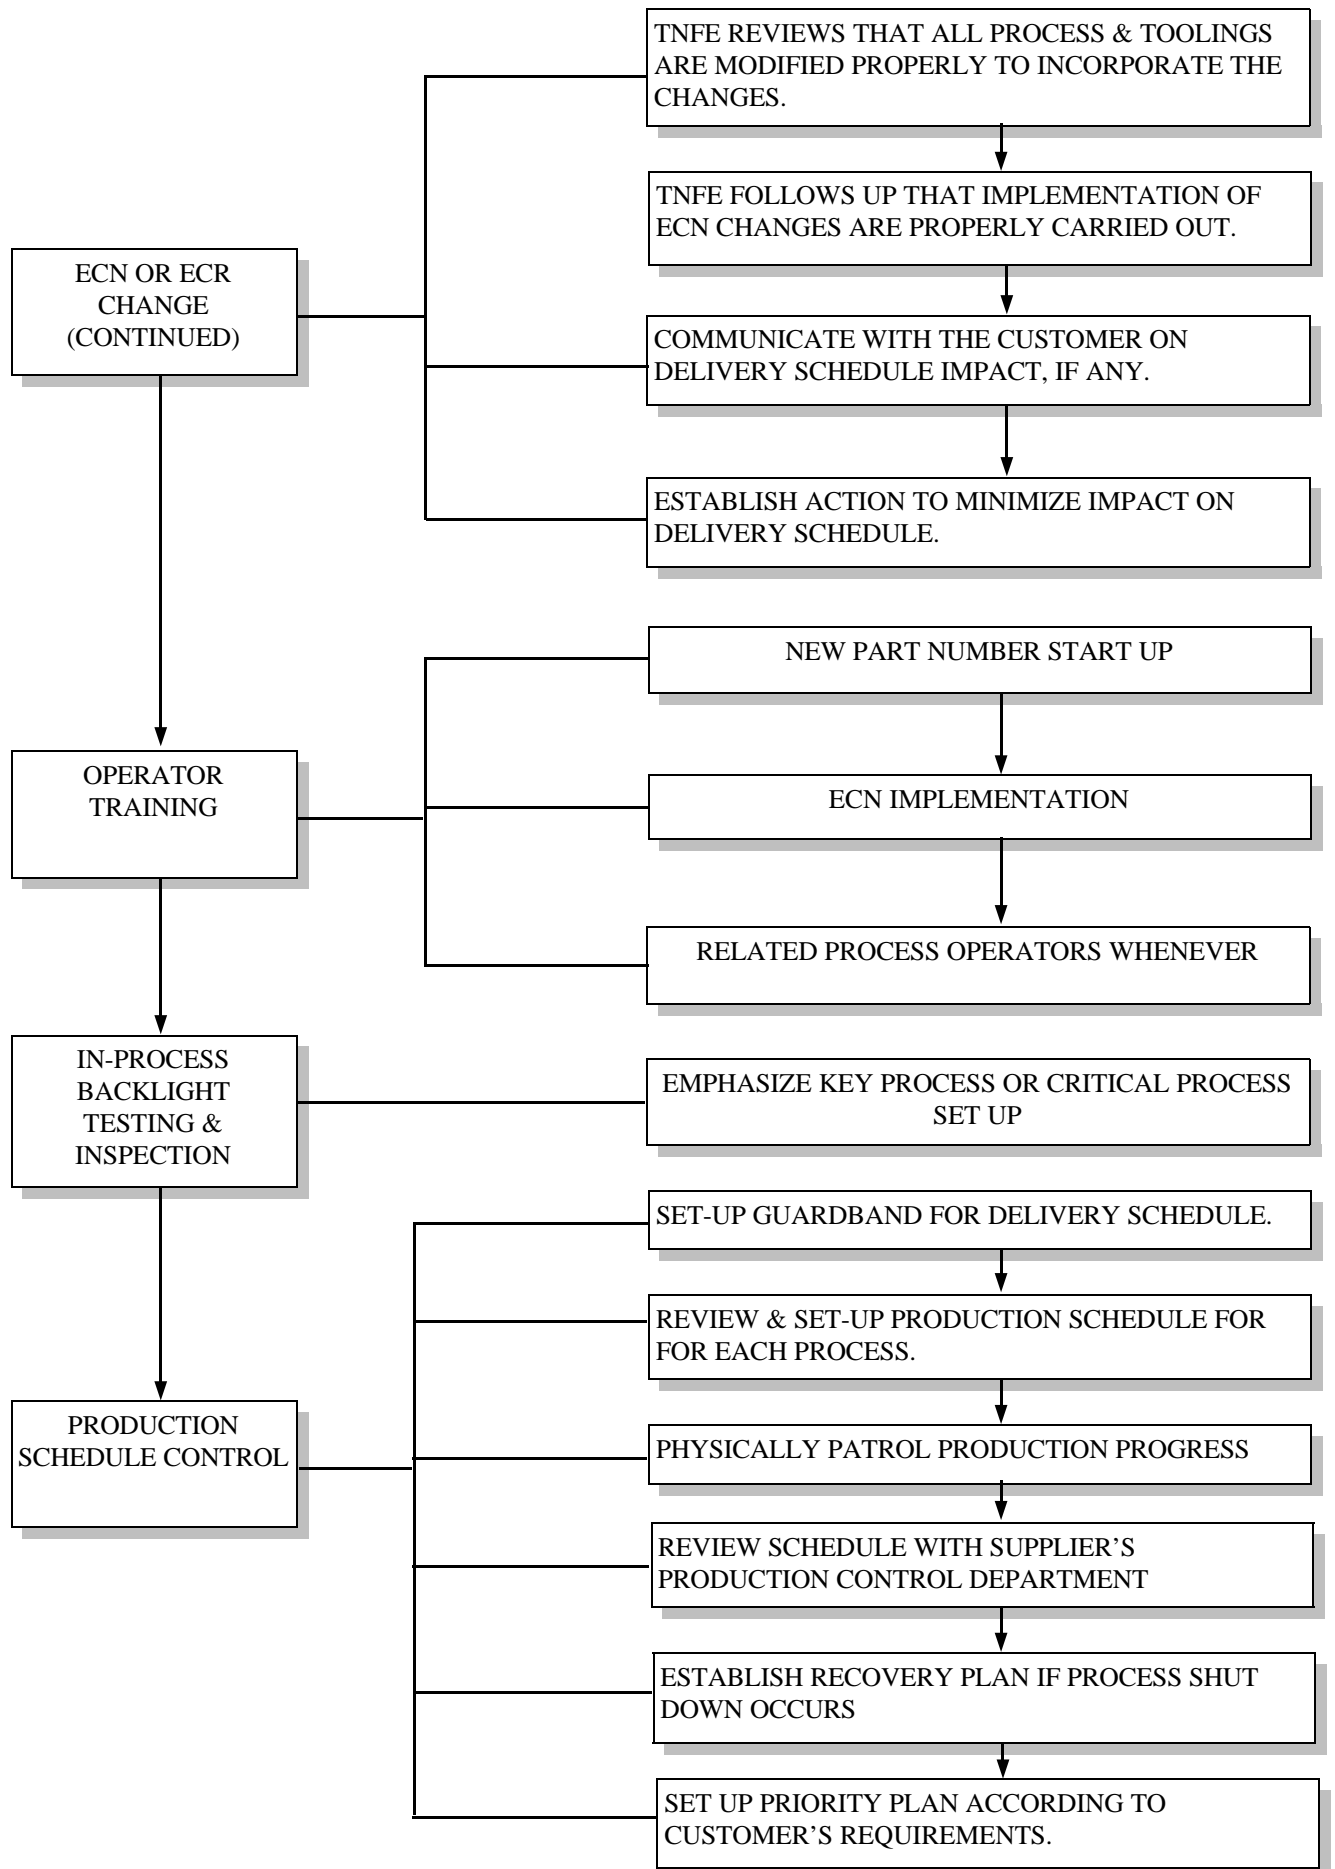 TNFE REVIEWS THAT ALL PROCESS & TOOLINGS
ARE MODIFIED PROPERLY TO INCORPORATE THE
CHANGES.
TNFE FOLLOWS UP THAT IMPLEMENTATION OF
ECN CHANGES ARE PROPERLY CARRIED OUT.
ECN OR ECR
CHANGE
(CONTINUED)
COMMUNICATE WITH THE CUSTOMER ON
DELIVERY SCHEDULE IMPACT, IF ANY.
ESTABLISH ACTION TO MINIMIZE IMPACT ON
DELIVERY SCHEDULE.
NEW PART NUMBER START UP
OPERATOR
TRAINING
ECN IMPLEMENTATION
RELATED PROCESS OPERATORS WHENEVER
IN-PROCESS
BACKLIGHT
TESTING &
INSPECTION
EMPHASIZE KEY PROCESS OR CRITICAL PROCESS
SET UP
SET-UP GUARDBAND FOR DELIVERY SCHEDULE.
REVIEW & SET-UP PRODUCTION SCHEDULE FOR
FOR EACH PROCESS.
PRODUCTION
SCHEDULE CONTROL
PHYSICALLY PATROL PRODUCTION PROGRESS
REVIEW SCHEDULE WITH SUPPLIER’S
PRODUCTION CONTROL DEPARTMENT
ESTABLISH RECOVERY PLAN IF PROCESS SHUT
DOWN OCCURS
SET UP PRIORITY PLAN ACCORDING TO
CUSTOMER’S REQUIREMENTS.